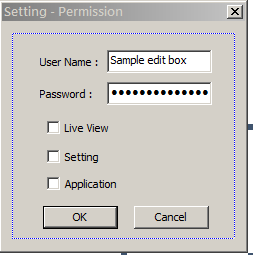 Setting - Permission
User Name : Sample edit box
Password : ●●●●●●●●●●●●●●
Live View
Setting
Application
OK Cancel